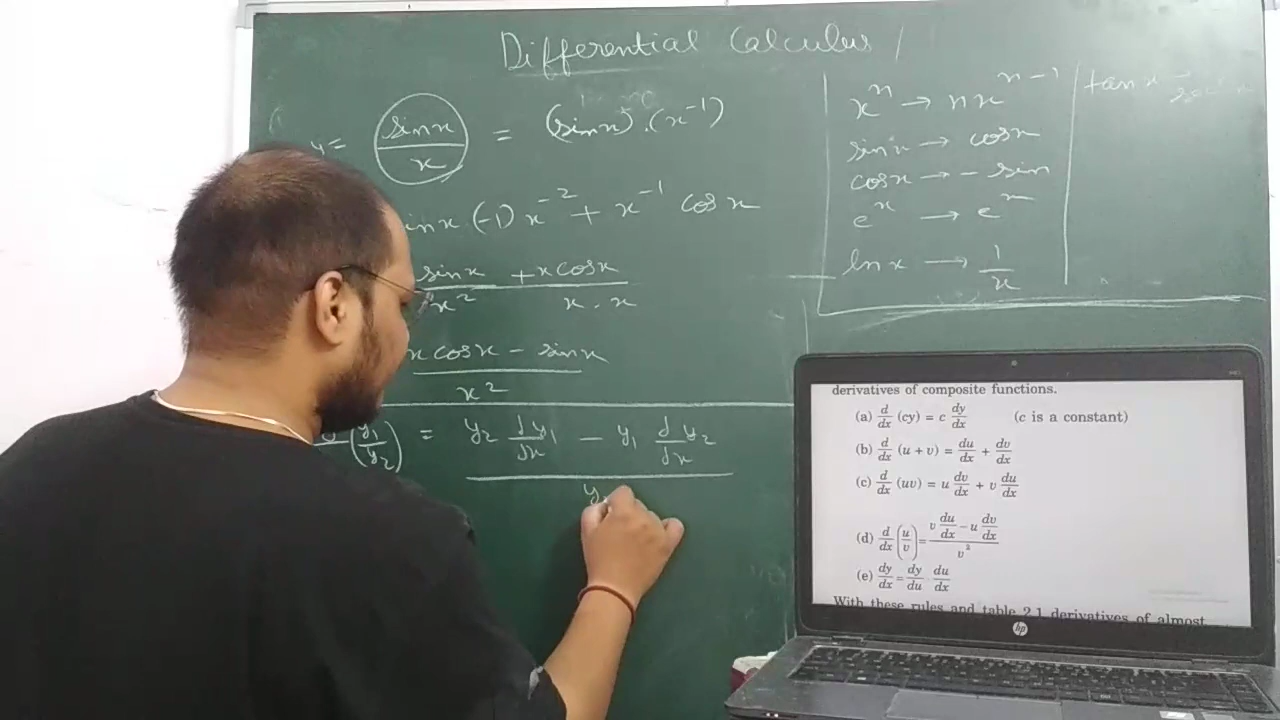 Differential Calculus
y = sinx/x = (sinx).(x⁻¹)
inx (-1) x⁻² + x⁻¹ cosx
sinx/x² + xcosx/x.x
x cosx - sinx
x²
(y₁/y₂) = y₂ dy₁/dx - y₁ d y₂/dx
y
xⁿ → nxⁿ⁻¹
sinx → cosx
cosx → - sin
eˣ → eˣ
lnx → 1/x
tanx
derivatives of composite functions.
(a) d/dx (cy) = c dy/dx (c is a constant)
(b) d/dx (u + v) = du/dx + dv/dx
(c) d/dx (uv) = u dv/dx + v du/dx
(d) d/dx (u/v) = (v du/dx – u dv/dx)/v²
(e) dy/dx = dy/du · du/dx
With these rules and table 2.1 derivatives of almost
hp